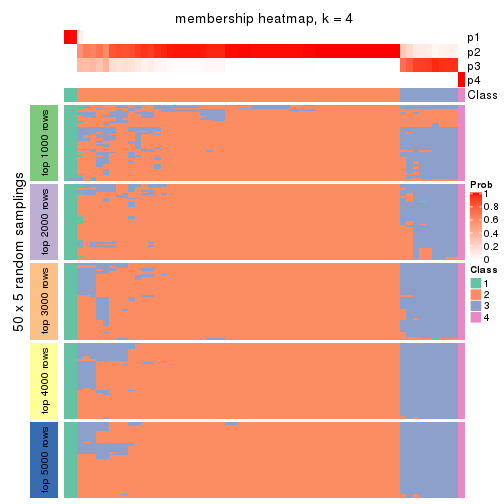 membership heatmap, k = 4
p1
p2
p3
p4
Class
50 x 5 random samplings
top 1000 rows
top 2000 rows
top 3000 rows
top 4000 rows
top 5000 rows
Prob
1
0.8
0.6
0.4
0.2
0
Class
1
2
3
4